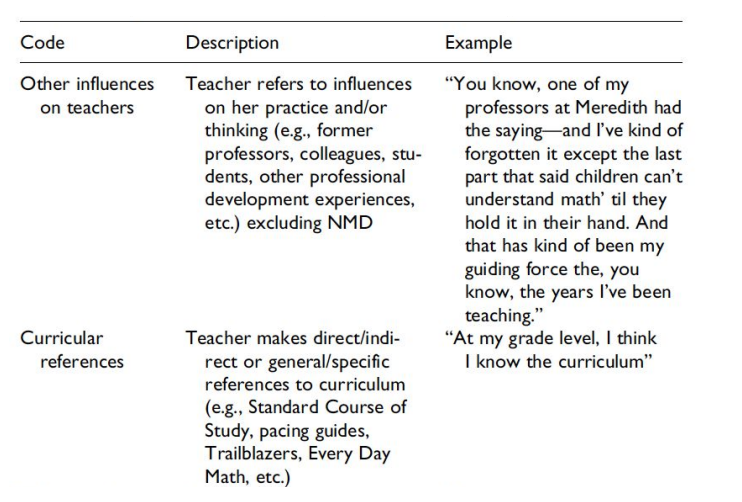 Code Description Example
Other influences on teachers
Teacher refers to influences
on her practice and/or
thinking (e.g., former
professors, colleagues, stu-
dents, other professional
development experiences,
etc.) excluding NMD
“You know, one of my
professors at Meredith had
the saying—and I’ve kind of
forgotten it except the last
part that said children can’t
understand math’ til they
hold it in their hand. And
that has kind of been my
guiding force the, you
know, the years I’ve been
teaching.”
Curricular
references
Teacher makes direct/indi-
rect or general/specific
references to curriculum
(e.g., Standard Course of
Study, pacing guides,
Trailblazers, Every Day
Math, etc.)
“At my grade level, I think
I know the curriculum”